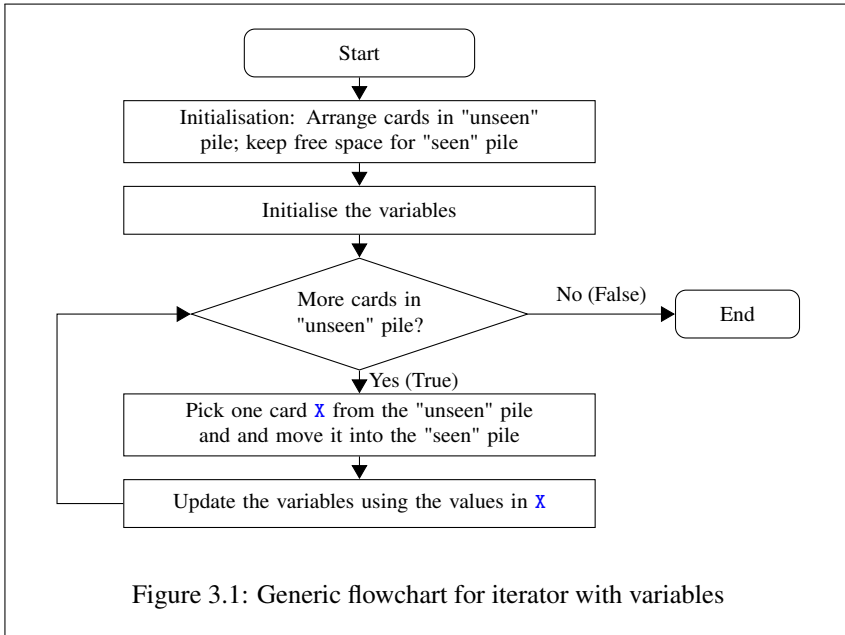 Start
Initialisation: Arrange cards in "unseen"
pile; keep free space for "seen" pile
Initialise the variables
More cards in
"unseen" pile?
No (False)
End
Yes (True)
Pick one card X from the "unseen" pile
and and move it into the "seen" pile
Update the variables using the values in X
Figure 3.1: Generic flowchart for iterator with variables